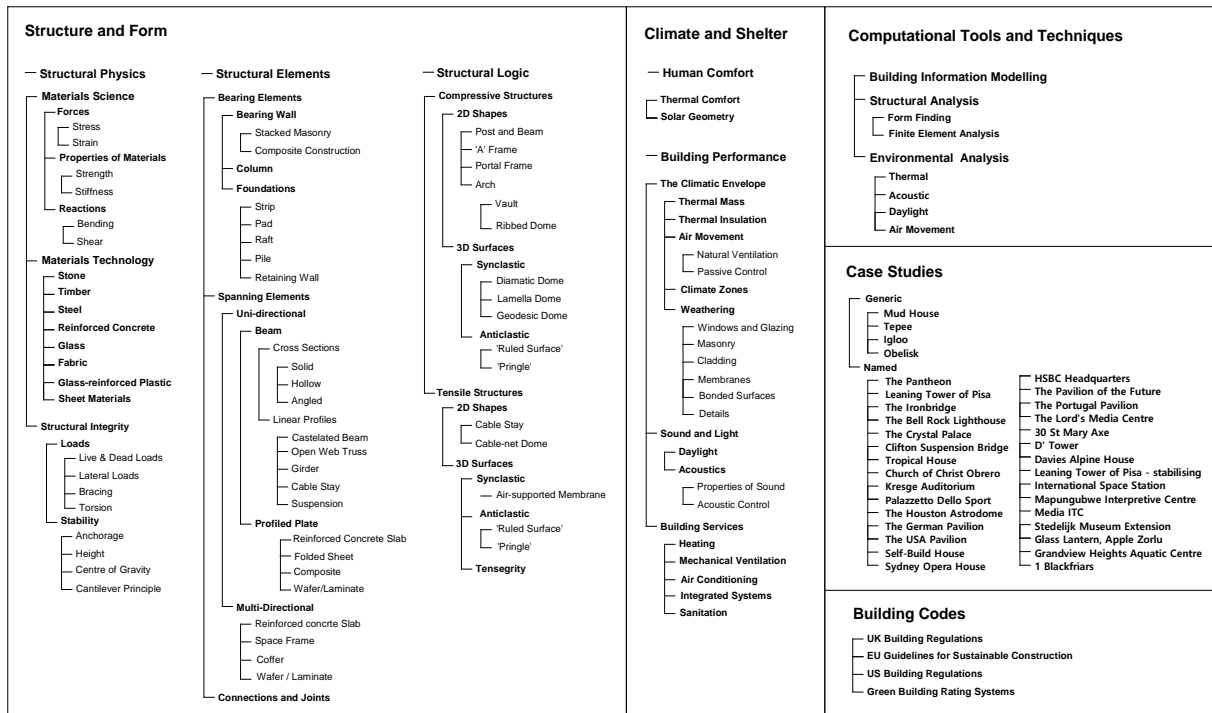 Structure and Form
Structural Physics
Materials Science
Forces
Stress
Strain
Properties of Materials
Strength
Stiffness
Reactions
Bending
Shear
Materials Technology
Stone
Timber
Steel
Reinforced Concrete
Glass
Fabric
Glass-reinforced Plastic
Sheet Materials
Structural Integrity
Loads
Live & Dead Loads
Lateral Loads
Bracing
Torsion
Stability
Anchorage
Height
Centre of Gravity
Cantilever Principle
Structural Elements
Bearing Elements
Bearing Wall
Stacked Masonry
Composite Construction
Column
Foundations
Strip
Pad
Raft
Pile
Retaining Wall
Spanning Elements
Uni-directional
Beam
Cross Sections
Solid
Hollow
Angled
Linear Profiles
Castelated Beam
Open Web Truss
Girder
Cable Stay
Suspension
Profiled Plate
Reinforced Concrete Slab
Folded Sheet
Composite
Wafer/Laminate
Multi-Directional
Reinforced concrte Slab
Space Frame
Coffer
Wafer / Laminate
Connections and Joints
Structural Logic
Compressive Structures
2D Shapes
Post and Beam
'A' Frame
Portal Frame
Arch
Vault
Ribbed Dome
3D Surfaces
Synclastic
Diamatic Dome
Lamella Dome
Geodesic Dome
Anticlastic
'Ruled Surface'
'Pringle'
Tensile Structures
2D Shapes
Cable Stay
Cable-net Dome
3D Surfaces
Synclastic
Air-supported Membrane
Anticlastic
'Ruled Surface'
'Pringle'
Tensegrity
Climate and Shelter
Human Comfort
Thermal Comfort
Solar Geometry
Building Performance
The Climatic Envelope
Thermal Mass
Thermal Insulation
Air Movement
Natural Ventilation
Passive Control
Climate Zones
Weathering
Windows and Glazing
Masonry
Cladding
Membranes
Bonded Surfaces
Details
Sound and Light
Daylight
Acoustics
Properties of Sound
Acoustic Control
Building Services
Heating
Mechanical Ventilation
Air Conditioning
Integrated Systems
Sanitation
Computational Tools and Techniques
Building Information Modelling
Structural Analysis
Form Finding
Finite Element Analysis
Environmental Analysis
Thermal
Acoustic
Daylight
Air Movement
Case Studies
Generic
Mud House
Tepee
Igloo
Obelisk
Named
The Pantheon
Leaning Tower of Pisa
The Ironbridge
The Bell Rock Lighthouse
The Crystal Palace
Clifton Suspension Bridge
Tropical House
Church of Christ Obrero
Kresge Auditorium
Palazzetto Dello Sport
The Houston Astrodome
The German Pavilion
The USA Pavilion
Self-Build House
Sydney Opera House
HSBC Headquarters
The Pavilion of the Future
The Portugal Pavilion
The Lord's Media Centre
30 St Mary Axe
D' Tower
Davies Alpine House
Leaning Tower of Pisa - stabilising
International Space Station
Mapungubwe Interpretive Centre
Media ITC
Stedelijk Museum Extension
Glass Lantern, Apple Zorlu
Grandview Heights Aquatic Centre
1 Blackfriars
Building Codes
UK Building Regulations
EU Guidelines for Sustainable Construction
US Building Regulations
Green Building Rating Systems